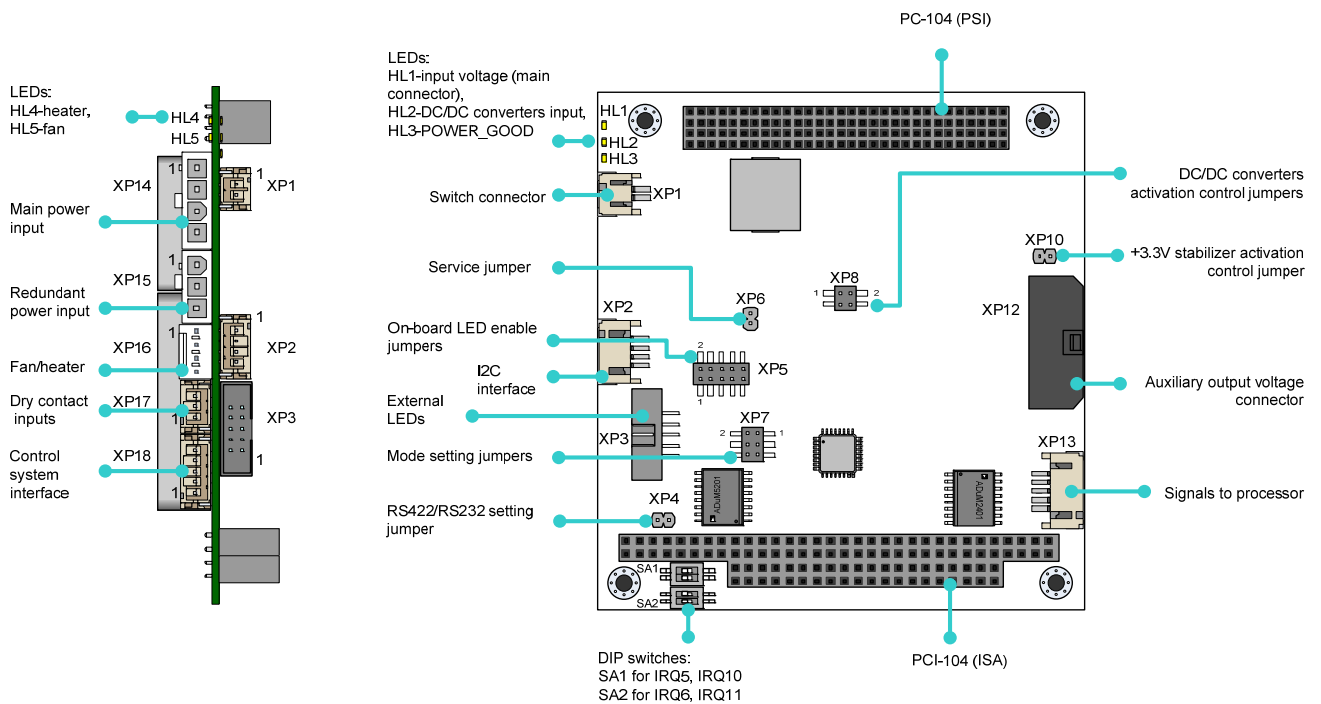 PC-104 (PSI)
LEDs:
HL4-heater,
HL5-fan
HL4
HL5
1
XP14
1
XP1
Main power
input
1
XP15
Redundant
power input
1
XP16
1
XP2
Fan/heater
Dry contact
inputs
XP17
1
XP3
Control
system
interface
XP18
1
1
LEDs:
HL1-input voltage (main
connector),
HL2-DC/DC converters input,
HL3-POWER_GOOD
HL1
HL2
HL3
Switch connector
XP1
DC/DC converters
activation control jumpers
Service jumper
XP6
XP8
1
2
XP10
+3.3V stabilizer activation
control jumper
XP2
XP12
On-board LED enable
jumpers
2
XP5
1
I2C
interface
Auxiliary output voltage
connector
External
LEDs
XP3
XP7
2
1
Mode setting jumpers
XP13
ADuM5201
ADuM2401
Signals to processor
RS422/RS232 setting
jumper
XP4
SA1
SA2
DIP switches:
SA1 for IRQ5, IRQ10
SA2 for IRQ6, IRQ11
PCI-104 (ISA)